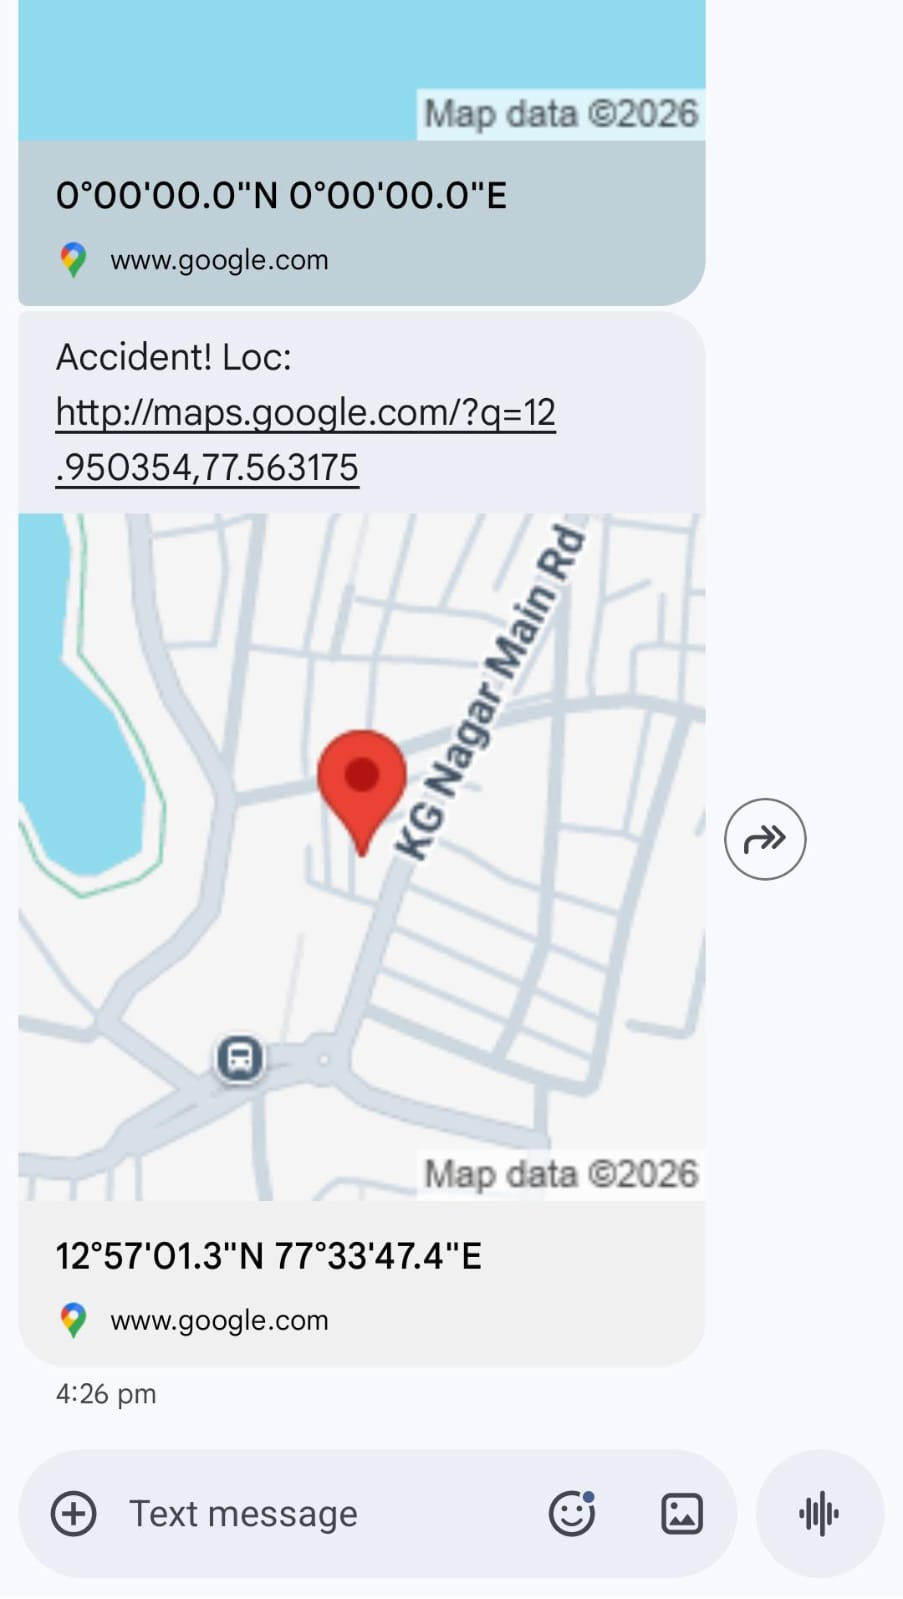 Map data ©2026
0°00'00.0"N 0°00'00.0"E
www.google.com
Accident! Loc:
http://maps.google.com/?q=12
.950354,77.563175
KG Nagar Main Rd
Map data ©2026
12°57'01.3"N 77°33'47.4"E
www.google.com
4:26 pm
Text message